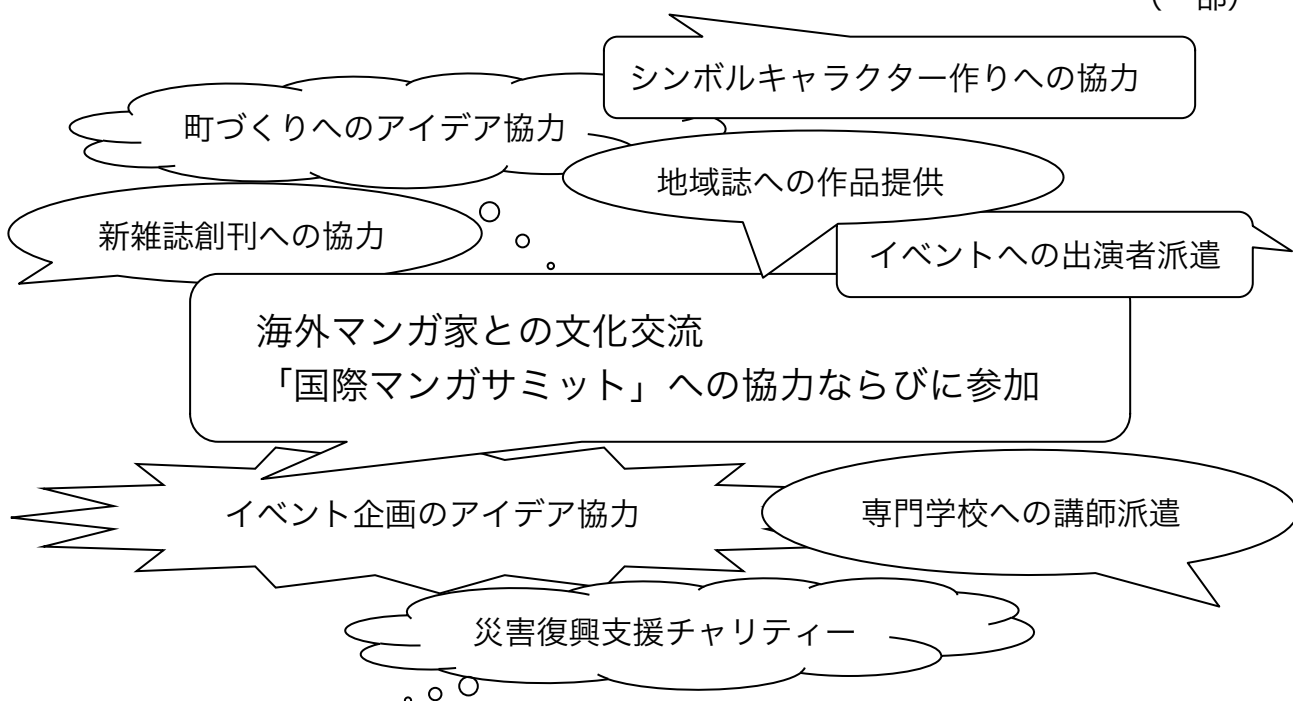 シンボルキャラクター作りへの協力
町づくりへのアイデア協力
地域誌への作品提供
新雑誌創刊への協力
イベントへの出演者派遣
海外マンガ家との文化交流
「国際マンガサミット」への協力ならびに参加
イベント企画のアイデア協力
専門学校への講師派遣
災害復興支援チャリティー